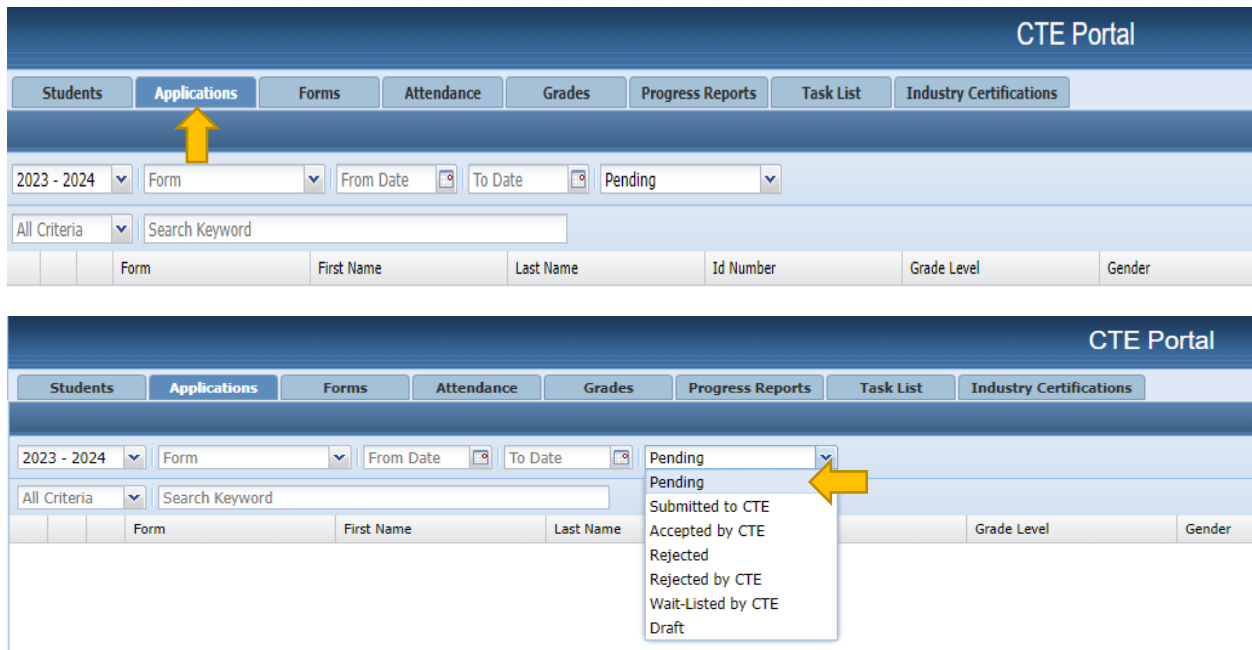 CTE Portal
Students Applications Forms Attendance Grades Progress Reports Task List Industry Certifications
2023 - 2024 Form From Date To Date Pending
All Criteria Search Keyword
Form First Name Last Name Id Number Grade Level Gender
CTE Portal
Students Applications Forms Attendance Grades Progress Reports Task List Industry Certifications
2023 - 2024 Form From Date To Date Pending
Pending
All Criteria Search Keyword
Submitted to CTE
Form First Name Last Name Grade Level Gender
Accepted by CTE
Rejected
Rejected by CTE
Wait-Listed by CTE
Draft